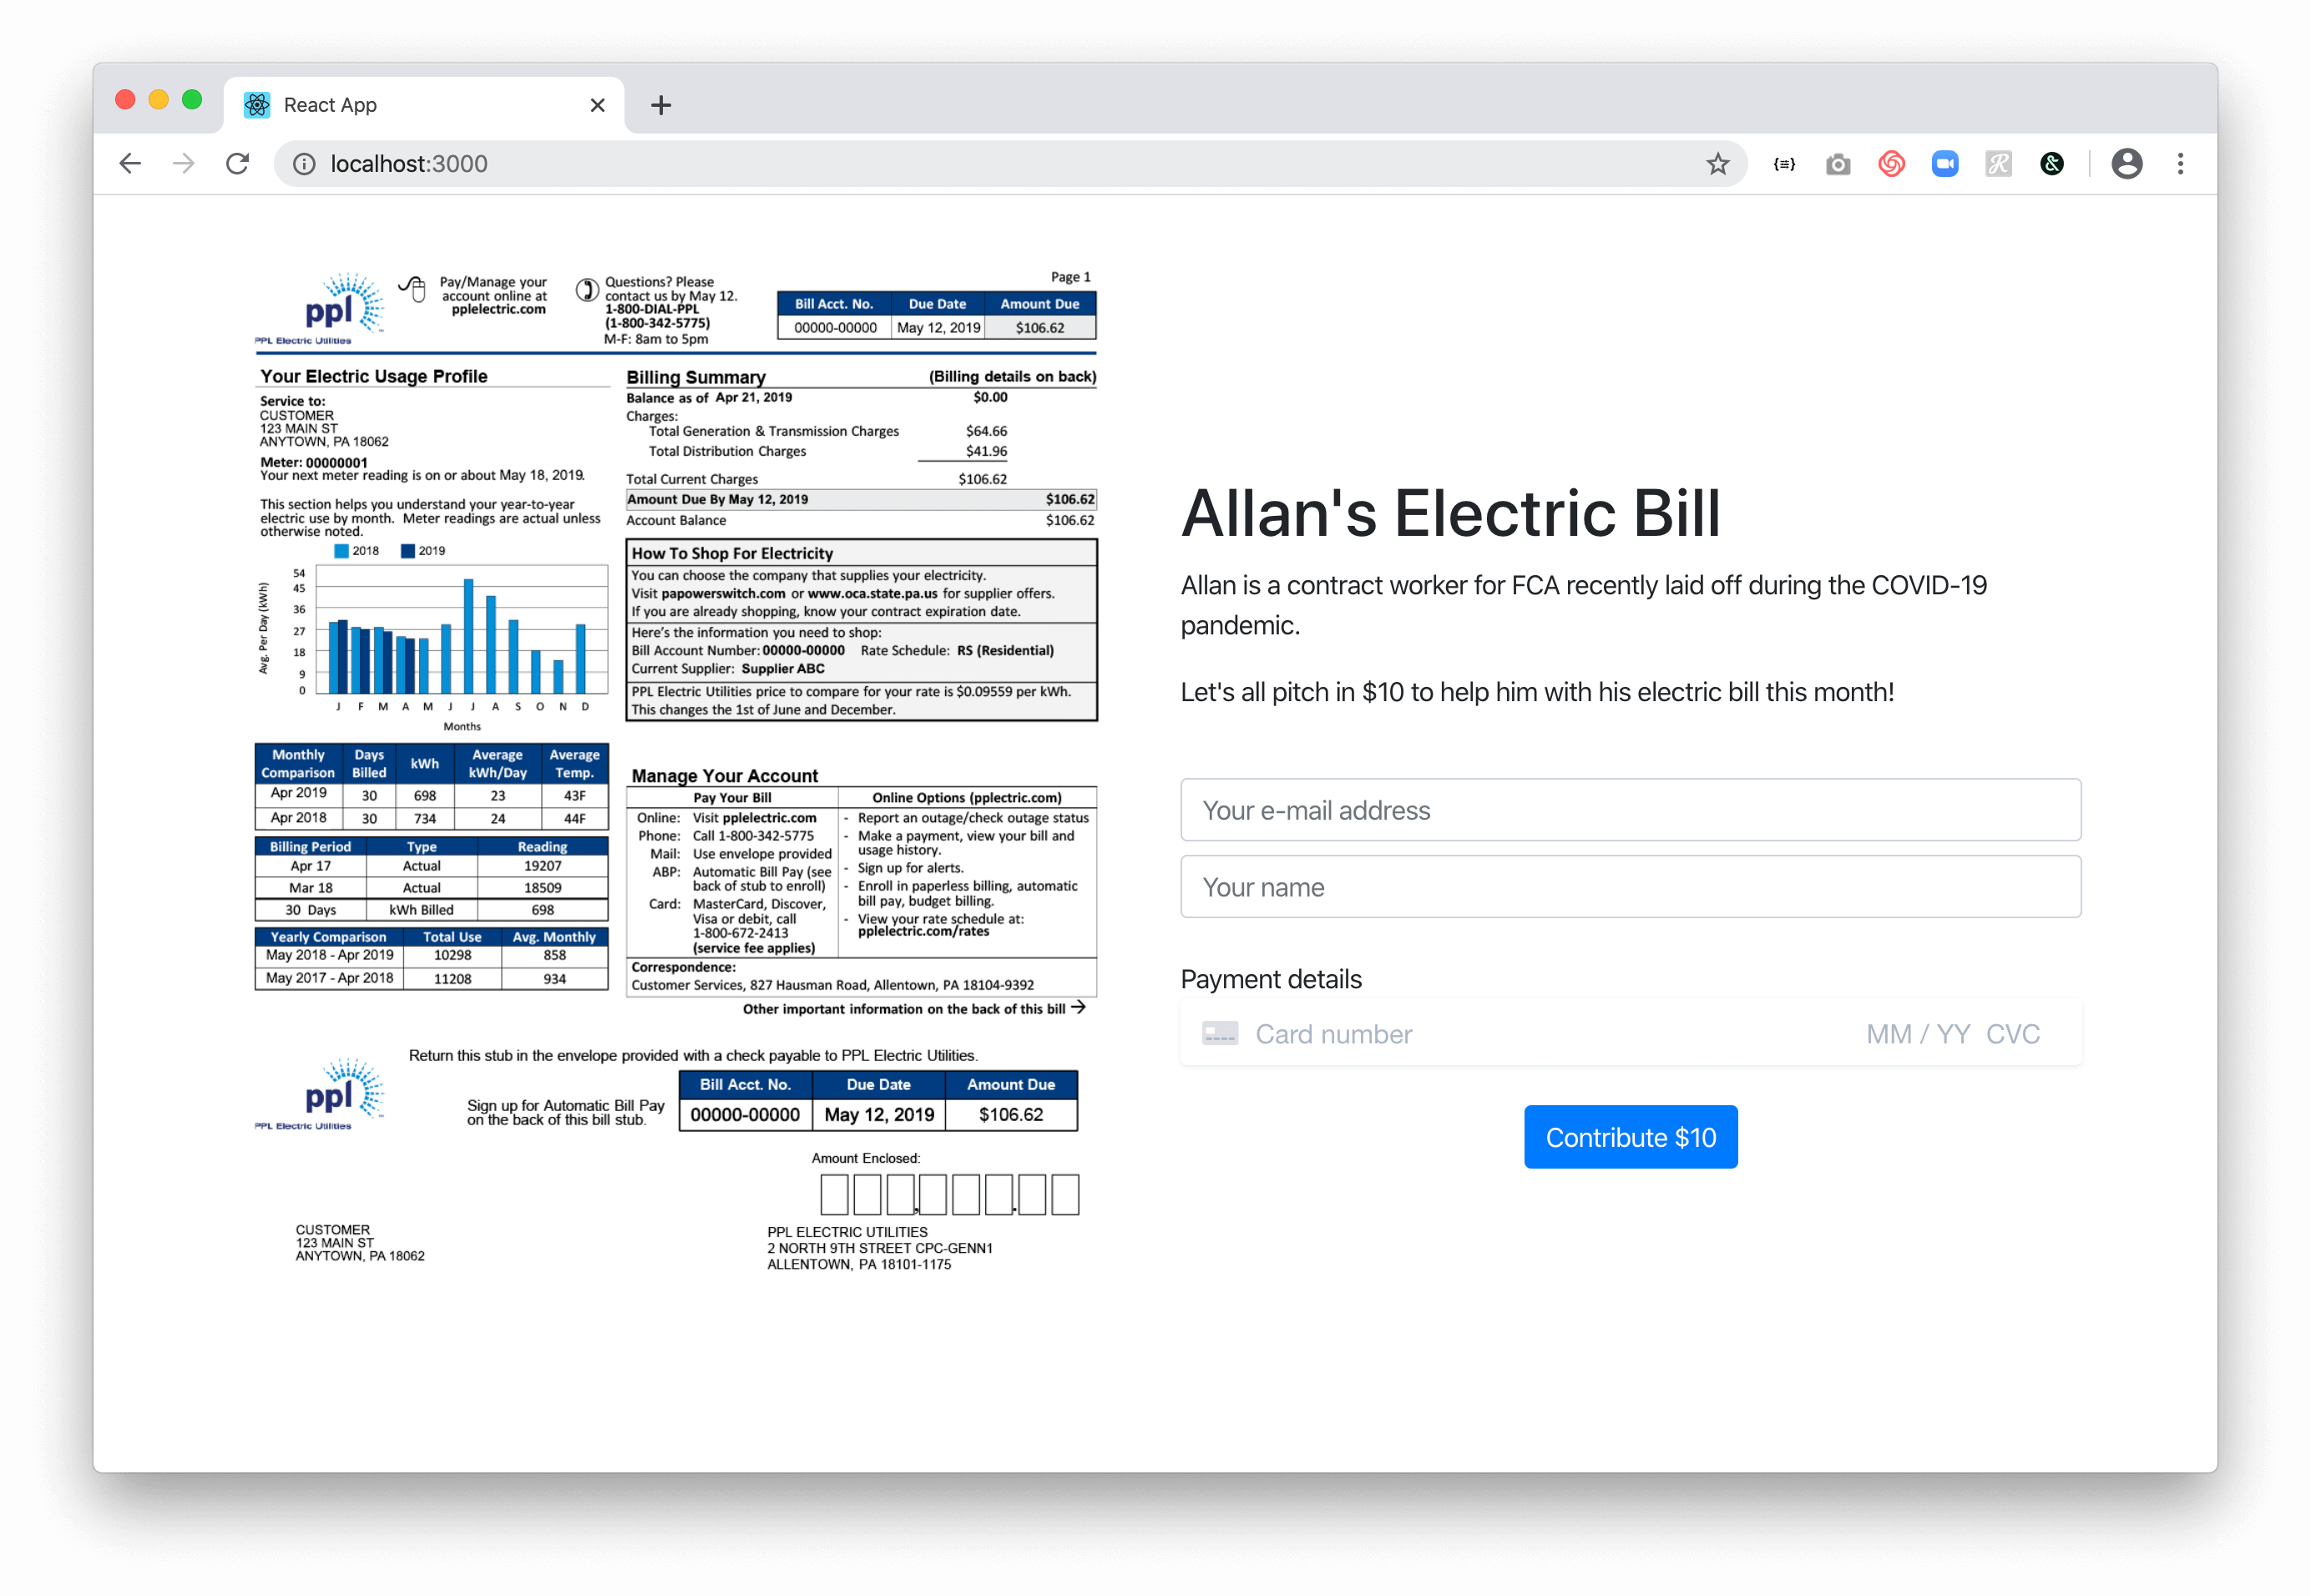 React App
localhost:3000
Page 1
ppl
PPL Electric Utilities
Pay/Manage your
account online at
pplelectric.com
Questions? Please
contact us by May 12.
1-800-DIAL-PPL
(1-800-342-5775)
M-F: 8am to 5pm
Bill Acct. No. Due Date Amount Due
00000-00000 May 12, 2019 $106.62
Your Electric Usage Profile
Service to:
CUSTOMER
123 MAIN ST
ANYTOWN, PA 18062
Meter: 00000001
Your next meter reading is on or about May 18, 2019.
This section helps you understand your year-to-year
electric use by month. Meter readings are actual unless
otherwise noted.
2018 2019
Avg. Per Day (kWh)
54
45
36
27
18
9
0
J F M A M J J A S O N D
Months
Monthly Comparison Days Billed kWh Average kWh/Day Average Temp.
Apr 2019 30 698 23 43F
Apr 2018 30 734 24 44F
Billing Period Type Reading
Apr 17 Actual 19207
Mar 18 Actual 18509
30 Days kWh Billed 698
Yearly Comparison Total Use Avg. Monthly
May 2018 - Apr 2019 10298 858
May 2017 - Apr 2018 11208 934
Billing Summary (Billing details on back)
Balance as of Apr 21, 2019 $0.00
Charges:
Total Generation & Transmission Charges $64.66
Total Distribution Charges $41.96
Total Current Charges $106.62
Amount Due By May 12, 2019 $106.62
Account Balance $106.62
How To Shop For Electricity
You can choose the company that supplies your electricity.
Visit papowerswitch.com or www.oca.state.pa.us for supplier offers.
If you are already shopping, know your contract expiration date.
Here's the information you need to shop:
Bill Account Number: 00000-00000 Rate Schedule: RS (Residential)
Current Supplier: Supplier ABC
PPL Electric Utilities price to compare for your rate is $0.09559 per kWh.
This changes the 1st of June and December.
Manage Your Account
Pay Your Bill
Online: Visit pplelectric.com
Phone: Call 1-800-342-5775
Mail: Use envelope provided
ABP: Automatic Bill Pay (see
back of stub to enroll)
Card: MasterCard, Discover,
Visa or debit, call
1-800-672-2413
(service fee applies)
Online Options (pplectric.com)
- Report an outage/check outage status
- Make a payment, view your bill and
usage history.
- Sign up for alerts.
- Enroll in paperless billing, automatic
bill pay, budget billing.
- View your rate schedule at:
pplelectric.com/rates
Correspondence:
Customer Services, 827 Hausman Road, Allentown, PA 18104-9392
Other important information on the back of this bill →
Return this stub in the envelope provided with a check payable to PPL Electric Utilities.
ppl
PPL Electric Utilities
Sign up for Automatic Bill Pay
on the back of this bill stub.
Bill Acct. No. Due Date Amount Due
00000-00000 May 12, 2019 $106.62
Amount Enclosed:
CUSTOMER
123 MAIN ST
ANYTOWN, PA 18062
PPL ELECTRIC UTILITIES
2 NORTH 9TH STREET CPC-GENN1
ALLENTOWN, PA 18101-1175
Allan's Electric Bill
Allan is a contract worker for FCA recently laid off during the COVID-19
pandemic.
Let's all pitch in $10 to help him with his electric bill this month!
Your e-mail address
Your name
Payment details
Card number MM / YY CVC
Contribute $10